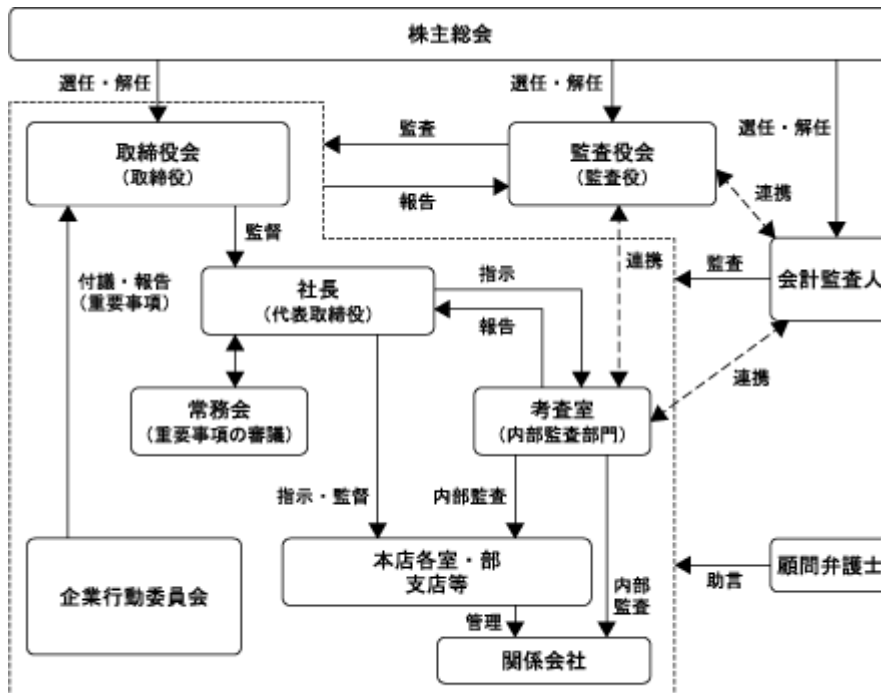 株主総会
選任・解任
選任・解任
選任・解任
取締役会
(取締役)
監査
報告
監査役会
(監査役)
連携
監督
付議・報告
(重要事項)
社長
(代表取締役)
指示
報告
連携
監査
会計監査人
連携
常務会
(重要事項の審議)
考査室
(内部監査部門)
指示・監督
内部監査
企業行動委員会
本店各室・部
支店等
内部
監査
助言
顧問弁護士
管理
関係会社